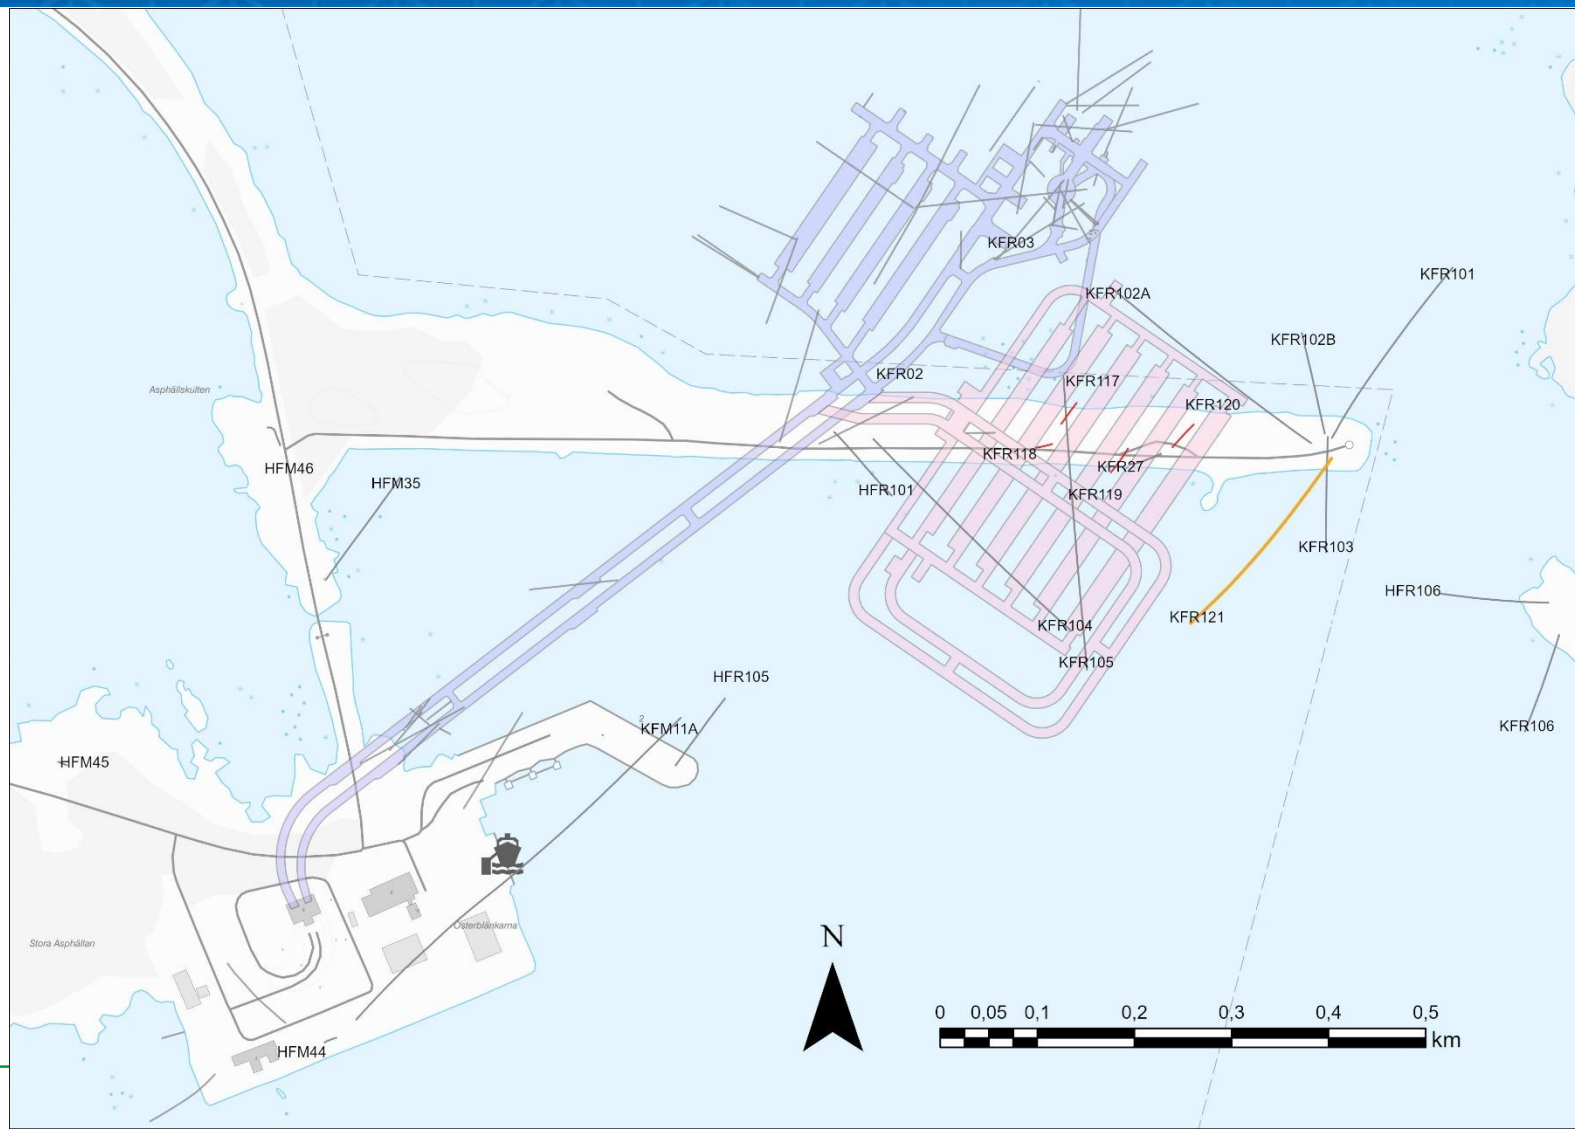 KFR03
KFR101
KFR102A
KFR102B
KFR02
KFR117
Asphällskulten
KFR120
KFR118
HFM46
KFR27
HFM35
HFR101
KFR119
KFR103
HFR106
KFR121
KFR104
KFR105
HFR105
2
KFM11A
KFR106
HFM45
Österblänkarna
Stora Asphällan
N
0 0,05 0,1 0,2 0,3 0,4 0,5
km
HFM44